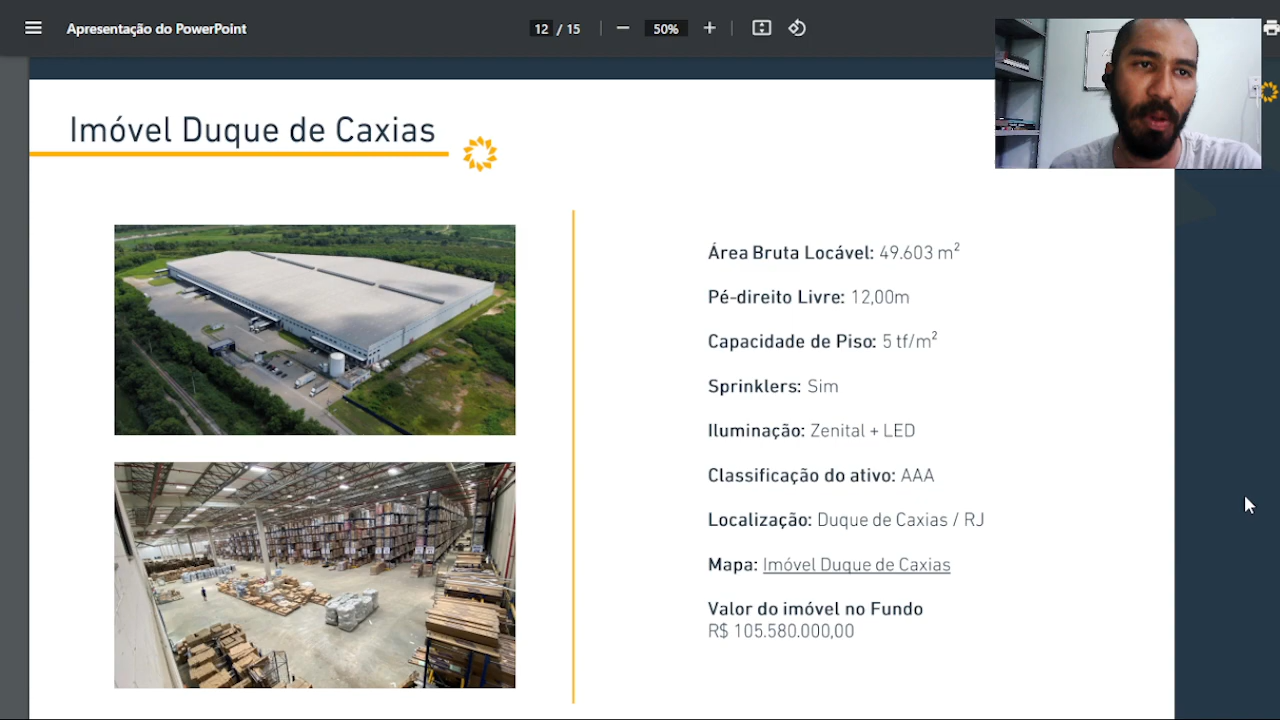 Apresentação do PowerPoint
12 / 15
50%
Imóvel Duque de Caxias
Área Bruta Locável: 49.603 m²
Pé-direito Livre: 12,00m
Capacidade de Piso: 5 tf/m²
Sprinklers: Sim
Iluminação: Zenital + LED
Classificação do ativo: AAA
Localização: Duque de Caxias / RJ
Mapa: Imóvel Duque de Caxias
Valor do imóvel no Fundo
R$ 105.580.000,00